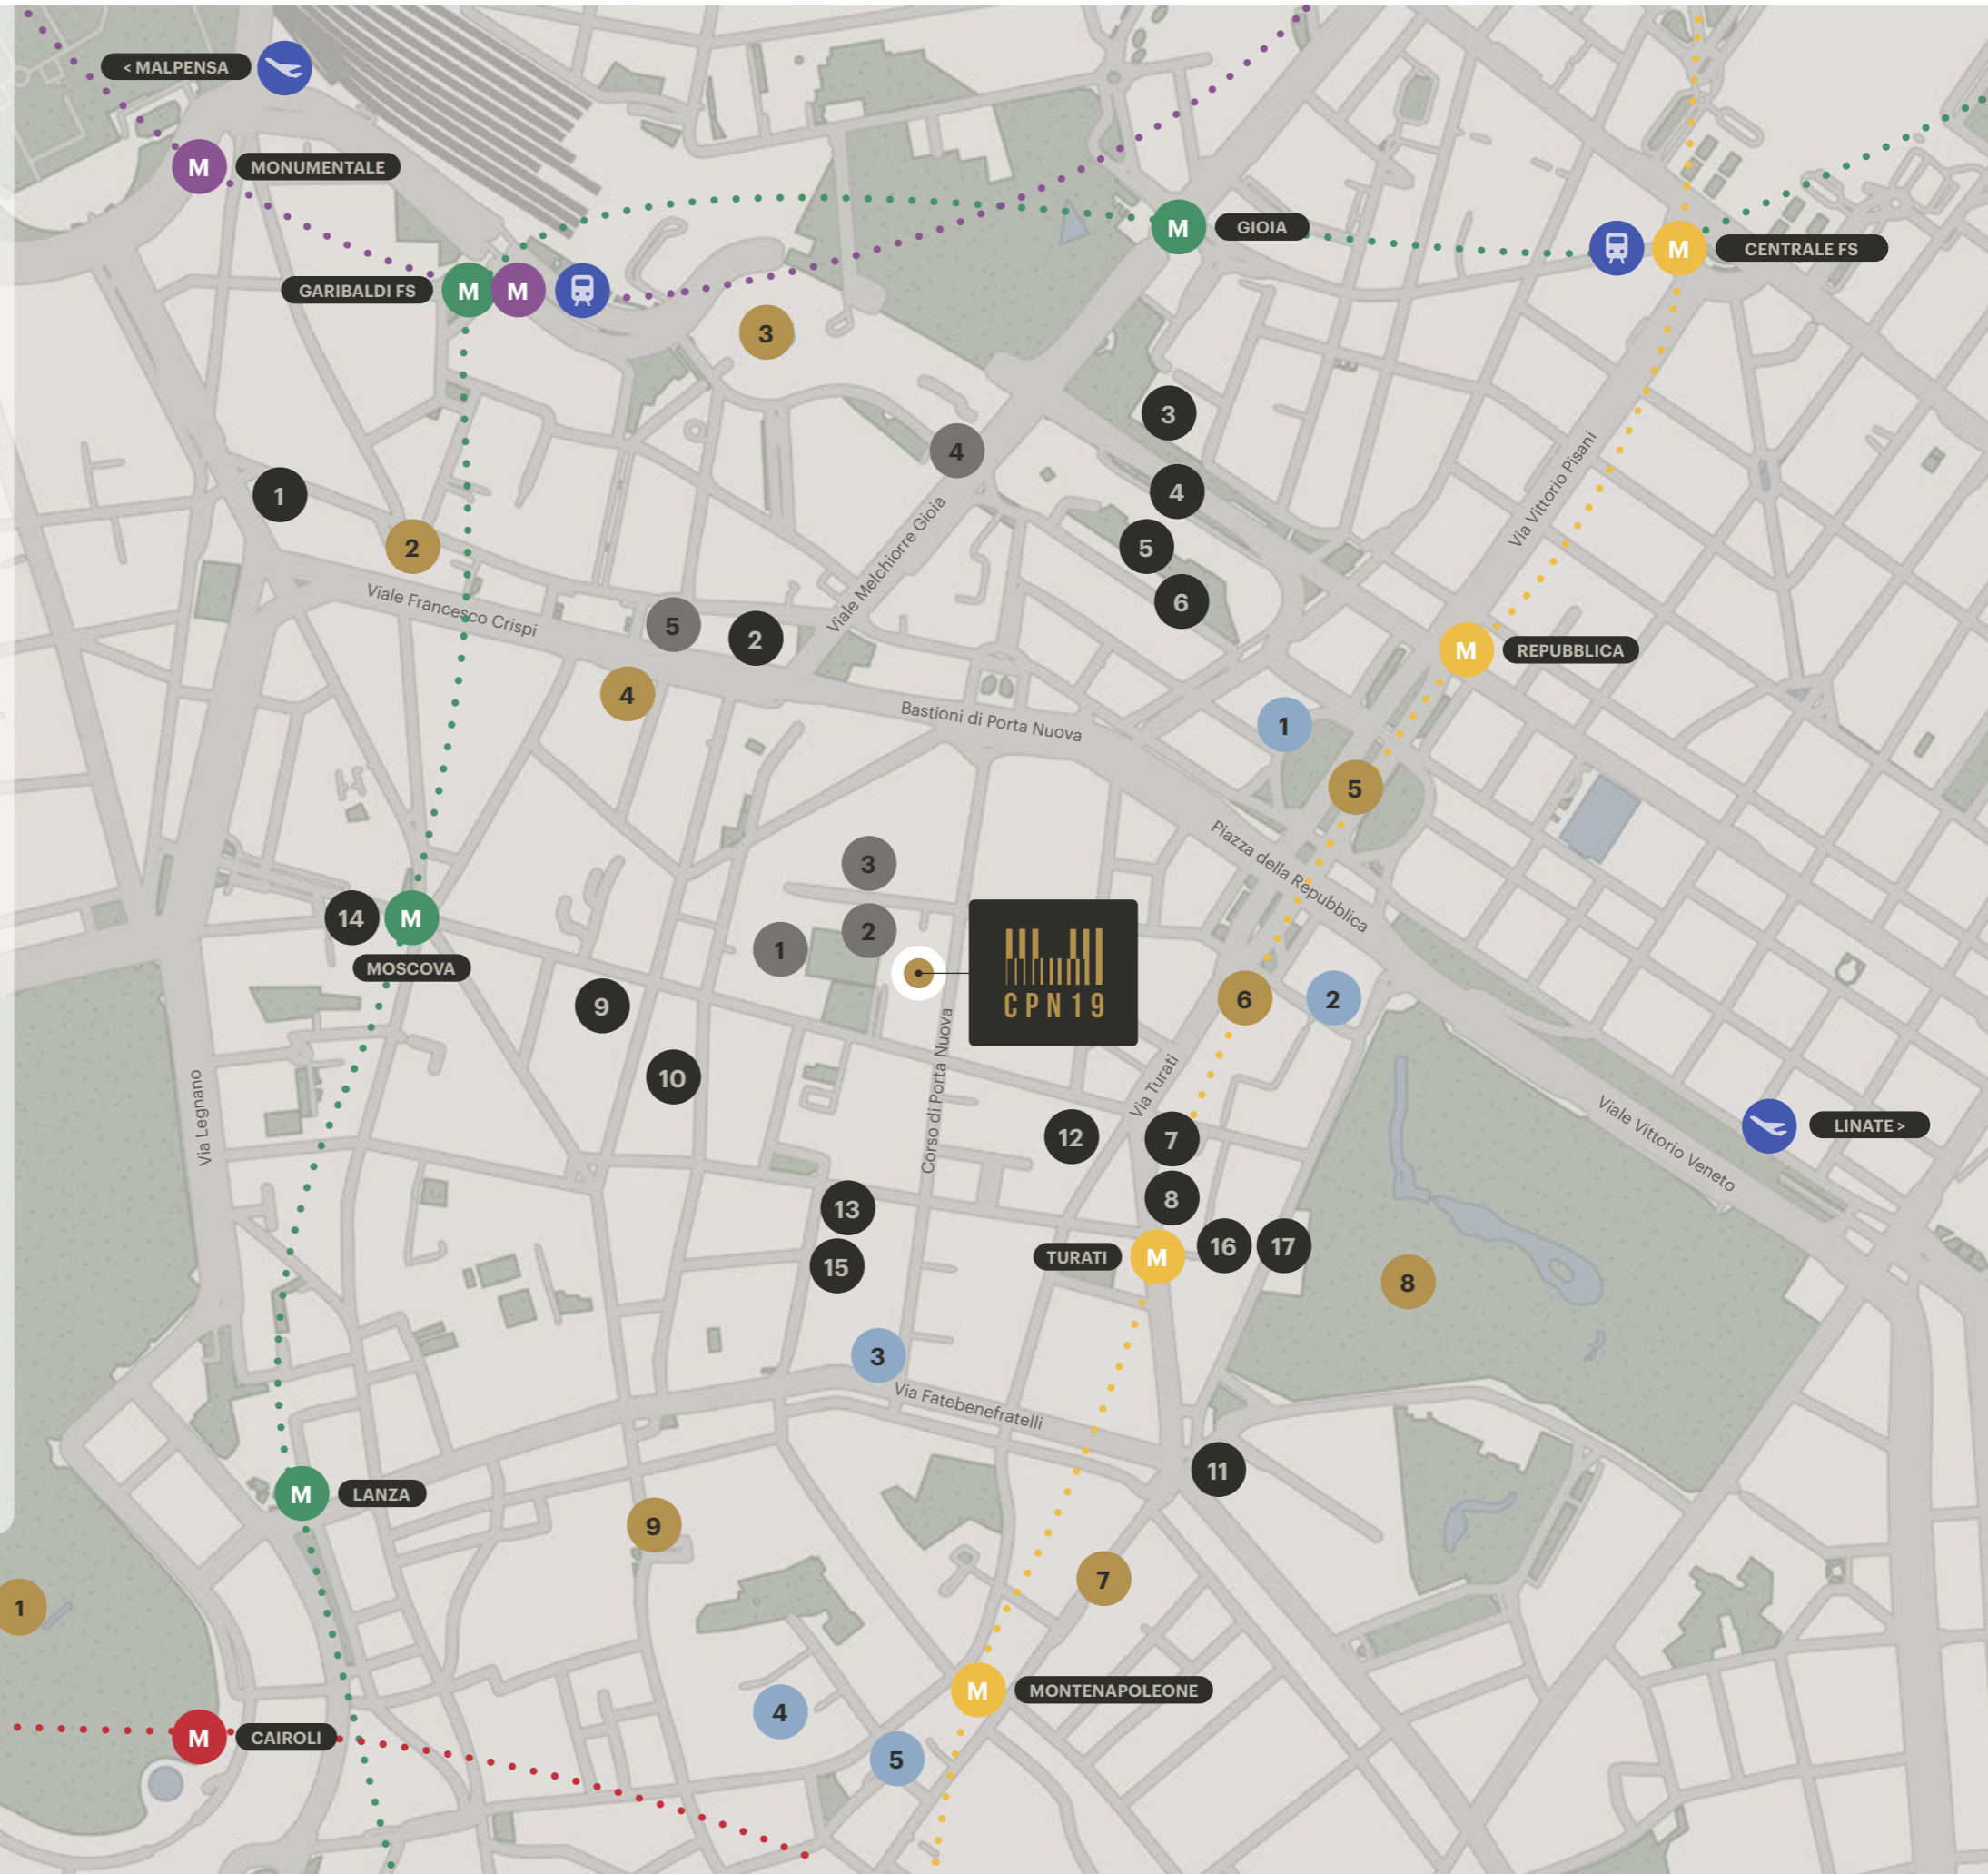 < MALPENSA
M
MONUMENTALE
M
GIOIA
M
CENTRALE FS
GARIBALDI FS
M
M
3
3
4
1
4
2
5
6
Via Vittorio Pisani
Viale Melchiorre Gioia
Viale Francesco Crispi
5
2
M
REPUBBLICA
4
Bastioni di Porta Nuova
1
5
Piazza della Repubblica
3
14
M
2
1
MOSCOVA
CPN19
6
2
9
10
Corso di Porta Nuova
Via Turati
Via Legnano
12
7
Viale Vittorio Veneto
LINATE >
8
13
15
TURATI
M
16
17
8
3
Via Fatebenefratelli
11
M
LANZA
9
7
1
M
MONTENAPOLEONE
4
5
M
CAIROLI